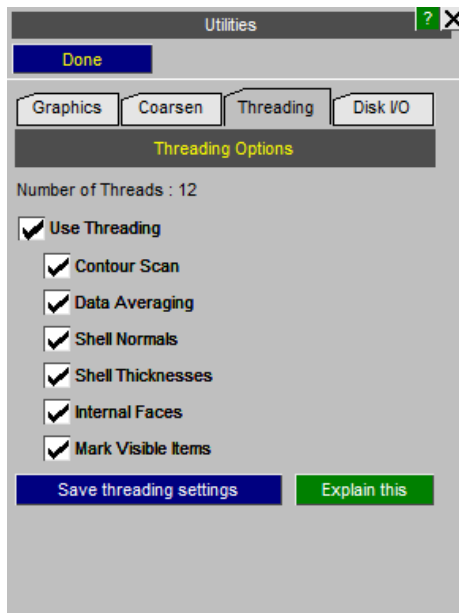 Utilities
?
X
Done
Graphics Coarsen Threading Disk I/O
Threading Options
Number of Threads : 12
Use Threading
Contour Scan
Data Averaging
Shell Normals
Shell Thicknesses
Internal Faces
Mark Visible Items
Save threading settings Explain this